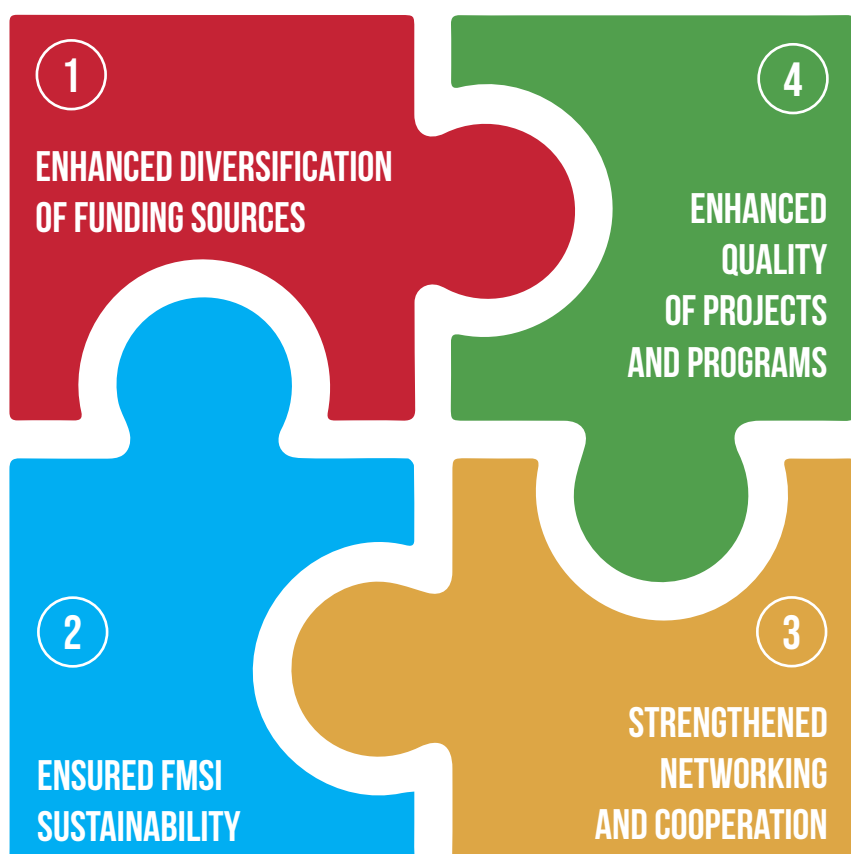 1
ENHANCED DIVERSIFICATION
OF FUNDING SOURCES
4
ENHANCED
QUALITY
OF PROJECTS
AND PROGRAMS
2
ENSURED FMSI
SUSTAINABILITY
3
STRENGTHENED
NETWORKING
AND COOPERATION